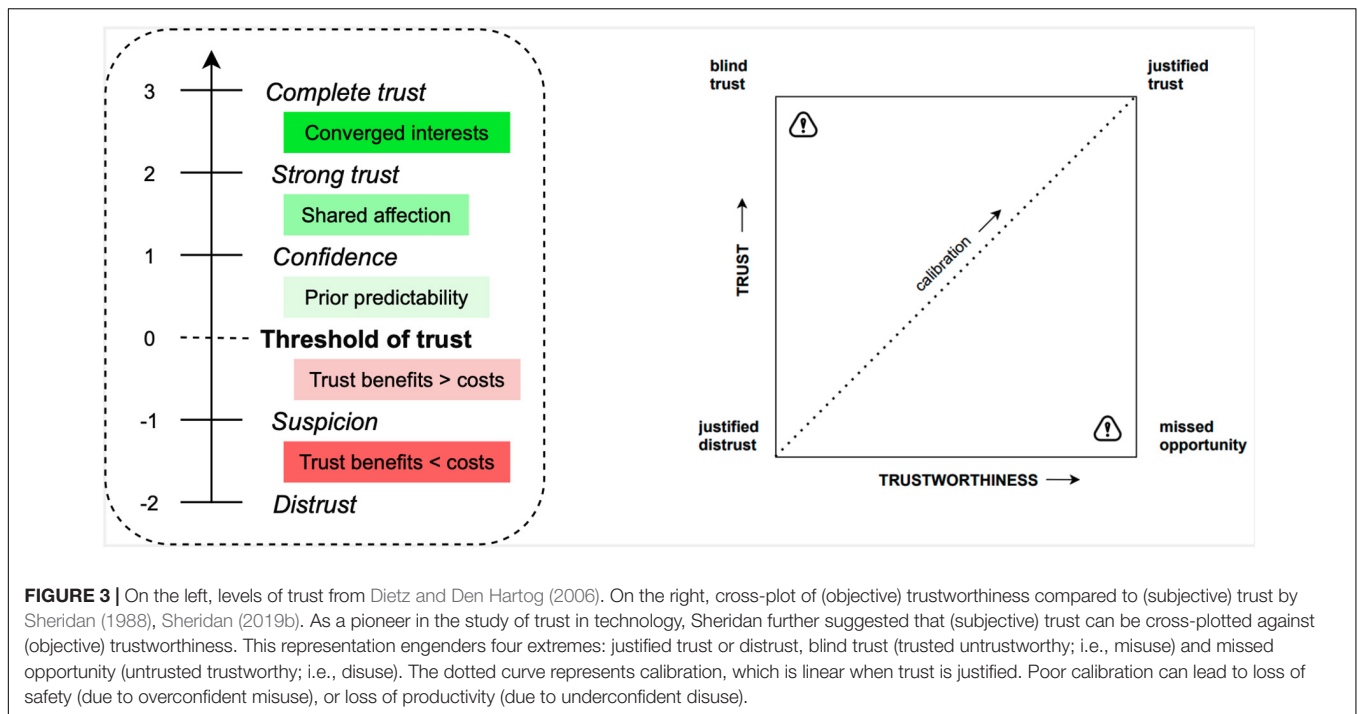 3 Complete trust
Converged interests
2 Strong trust
Shared affection
1 Confidence
Prior predictability
0 Threshold of trust
Trust benefits > costs
-1 Suspicion
Trust benefits < costs
-2 Distrust
blind
trust
justified
trust
TRUST
calibration
justified
distrust
missed
opportunity
TRUSTWORTHINESS
FIGURE 3 | On the left, levels of trust from Dietz and Den Hartog (2006). On the right, cross-plot of (objective) trustworthiness compared to (subjective) trust by
Sheridan (1988), Sheridan (2019b). As a pioneer in the study of trust in technology, Sheridan further suggested that (subjective) trust can be cross-plotted against
(objective) trustworthiness. This representation engenders four extremes: justified trust or distrust, blind trust (trusted untrustworthy; i.e., misuse) and missed
opportunity (untrusted trustworthy; i.e., disuse). The dotted curve represents calibration, which is linear when trust is justified. Poor calibration can lead to loss of
safety (due to overconfident misuse), or loss of productivity (due to underconfident disuse).